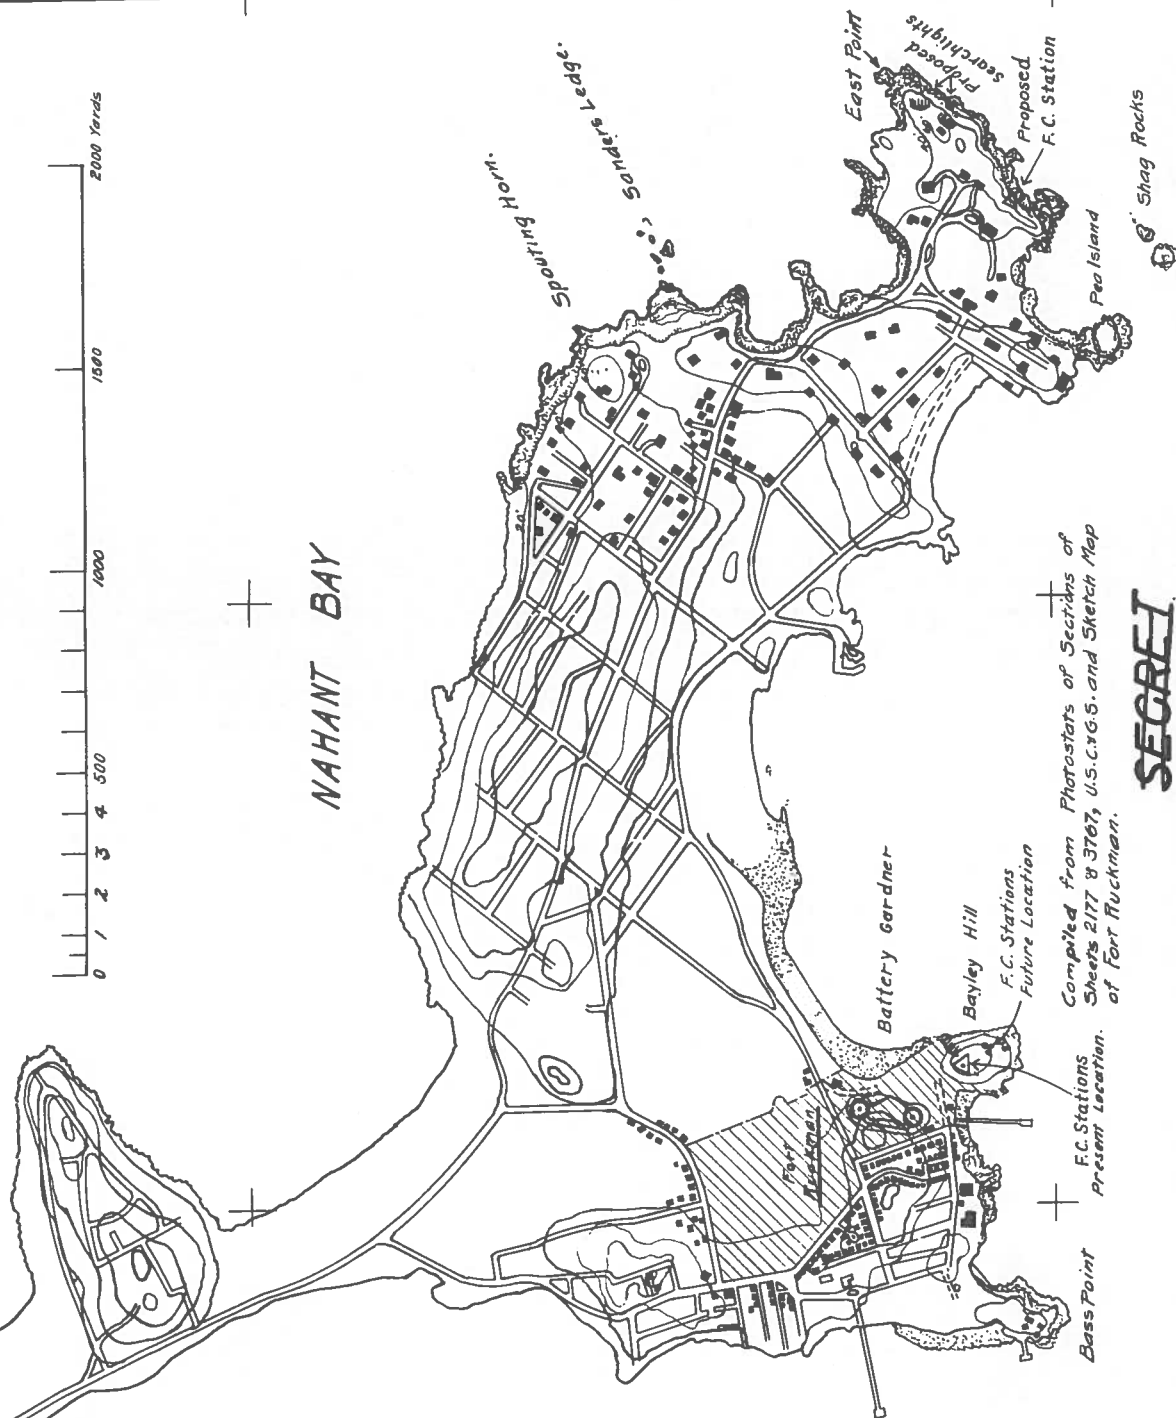 0 1 2 3 4 500 1000 1500 2000 Yards
NAHANT BAY
Spouting Horn.
Sanders Ledge.
East Point
Proposed
Searchlights
Proposed
F.C. Station
Shag Rocks
Pea Island
20
Battery Gardner
Bayley Hill
F.C. Stations
Future Location
F.C. Stations
Present Location.
Fort
Ruckman
Bass Point
Compiled from Photostats of Sections of
Sheets 2177 & 3767, U.S.C.&G.S. and Sketch Map
of Fort Ruckman.
SECRET